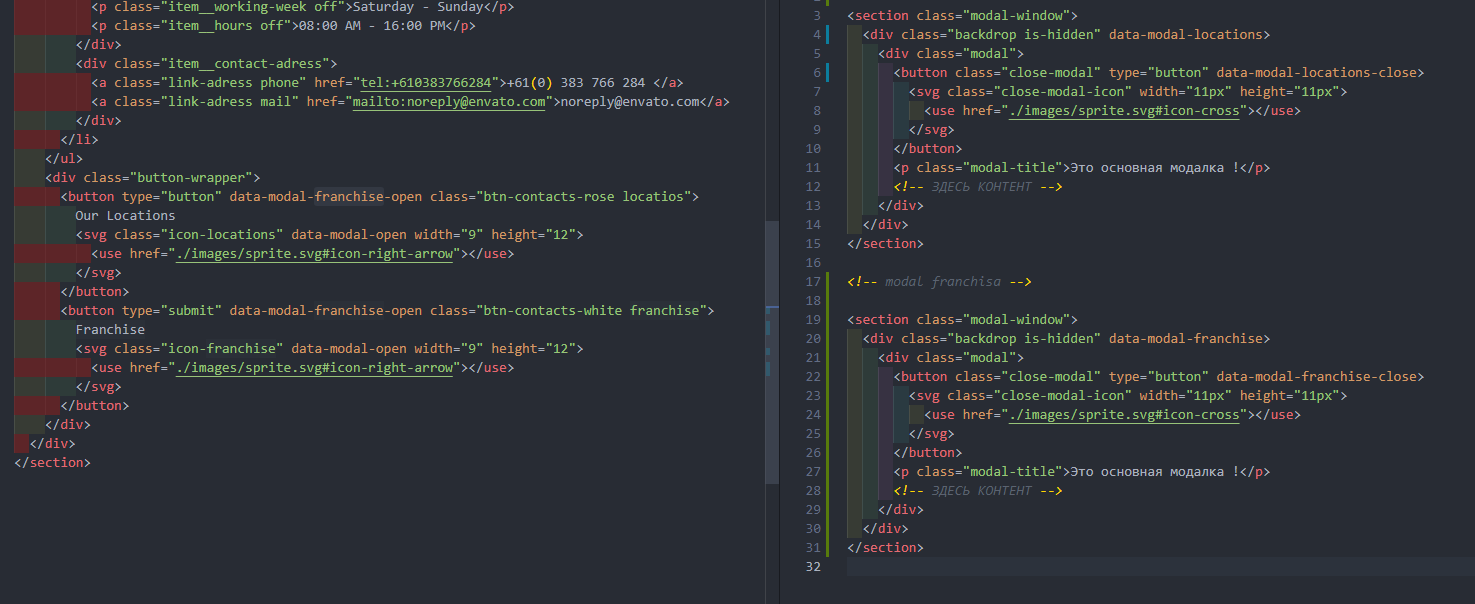 <p class="item__working-week off">Saturday - Sunday</p>
<p class="item__hours off">08:00 AM - 16:00 PM</p>
</div>
<div class="item__contact-adress">
<a class="link-adress phone" href="tel:+610383766284">+61(0) 383 766 284 </a>
<a class="link-adress mail" href="mailto:noreply@envato.com">noreply@envato.com</a>
</div>
</li>
</ul>
<div class="button-wrapper">
<button type="button" data-modal-franchise-open class="btn-contacts-rose locatios">
Our Locations
<svg class="icon-locations" data-modal-open width="9" height="12">
<use href="./images/sprite.svg#icon-right-arrow"></use>
</svg>
</button>
<button type="submit" data-modal-franchise-open class="btn-contacts-white franchise">
Franchise
<svg class="icon-franchise" data-modal-open width="9" height="12">
<use href="./images/sprite.svg#icon-right-arrow"></use>
</svg>
</button>
</div>
</div>
</section>
3 <section class="modal-window">
4 <div class="backdrop is-hidden" data-modal-locations>
5 <div class="modal">
6 <button class="close-modal" type="button" data-modal-locations-close>
7 <svg class="close-modal-icon" width="11px" height="11px">
8 <use href="./images/sprite.svg#icon-cross"></use>
9 </svg>
10 </button>
11 <p class="modal-title">Это основная модалка !</p>
12 <!-- ЗДЕСЬ КОНТЕНТ -->
13 </div>
14 </div>
15 </section>
16
17 <!-- modal franchisa -->
18
19 <section class="modal-window">
20 <div class="backdrop is-hidden" data-modal-franchise>
21 <div class="modal">
22 <button class="close-modal" type="button" data-modal-franchise-close>
23 <svg class="close-modal-icon" width="11px" height="11px">
24 <use href="./images/sprite.svg#icon-cross"></use>
25 </svg>
26 </button>
27 <p class="modal-title">Это основная модалка !</p>
28 <!-- ЗДЕСЬ КОНТЕНТ -->
29 </div>
30 </div>
31 </section>
32